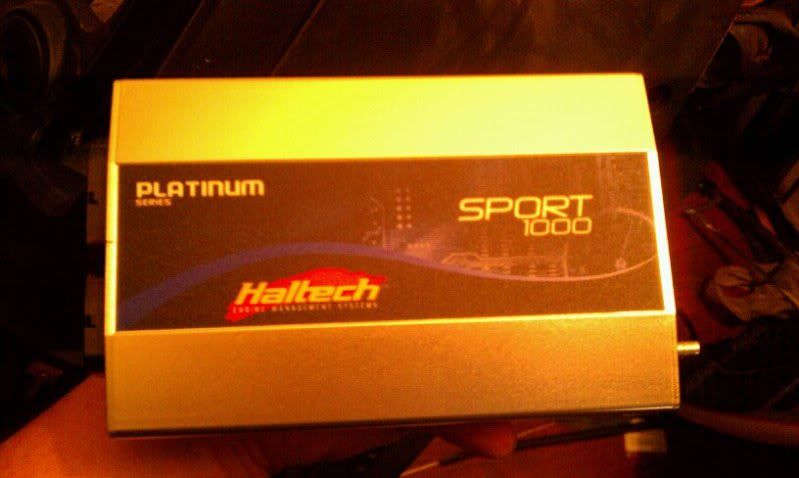 PLATINUM
SERIES
SPORT
1000
Haltech
ENGINE MANAGEMENT SYSTEMS